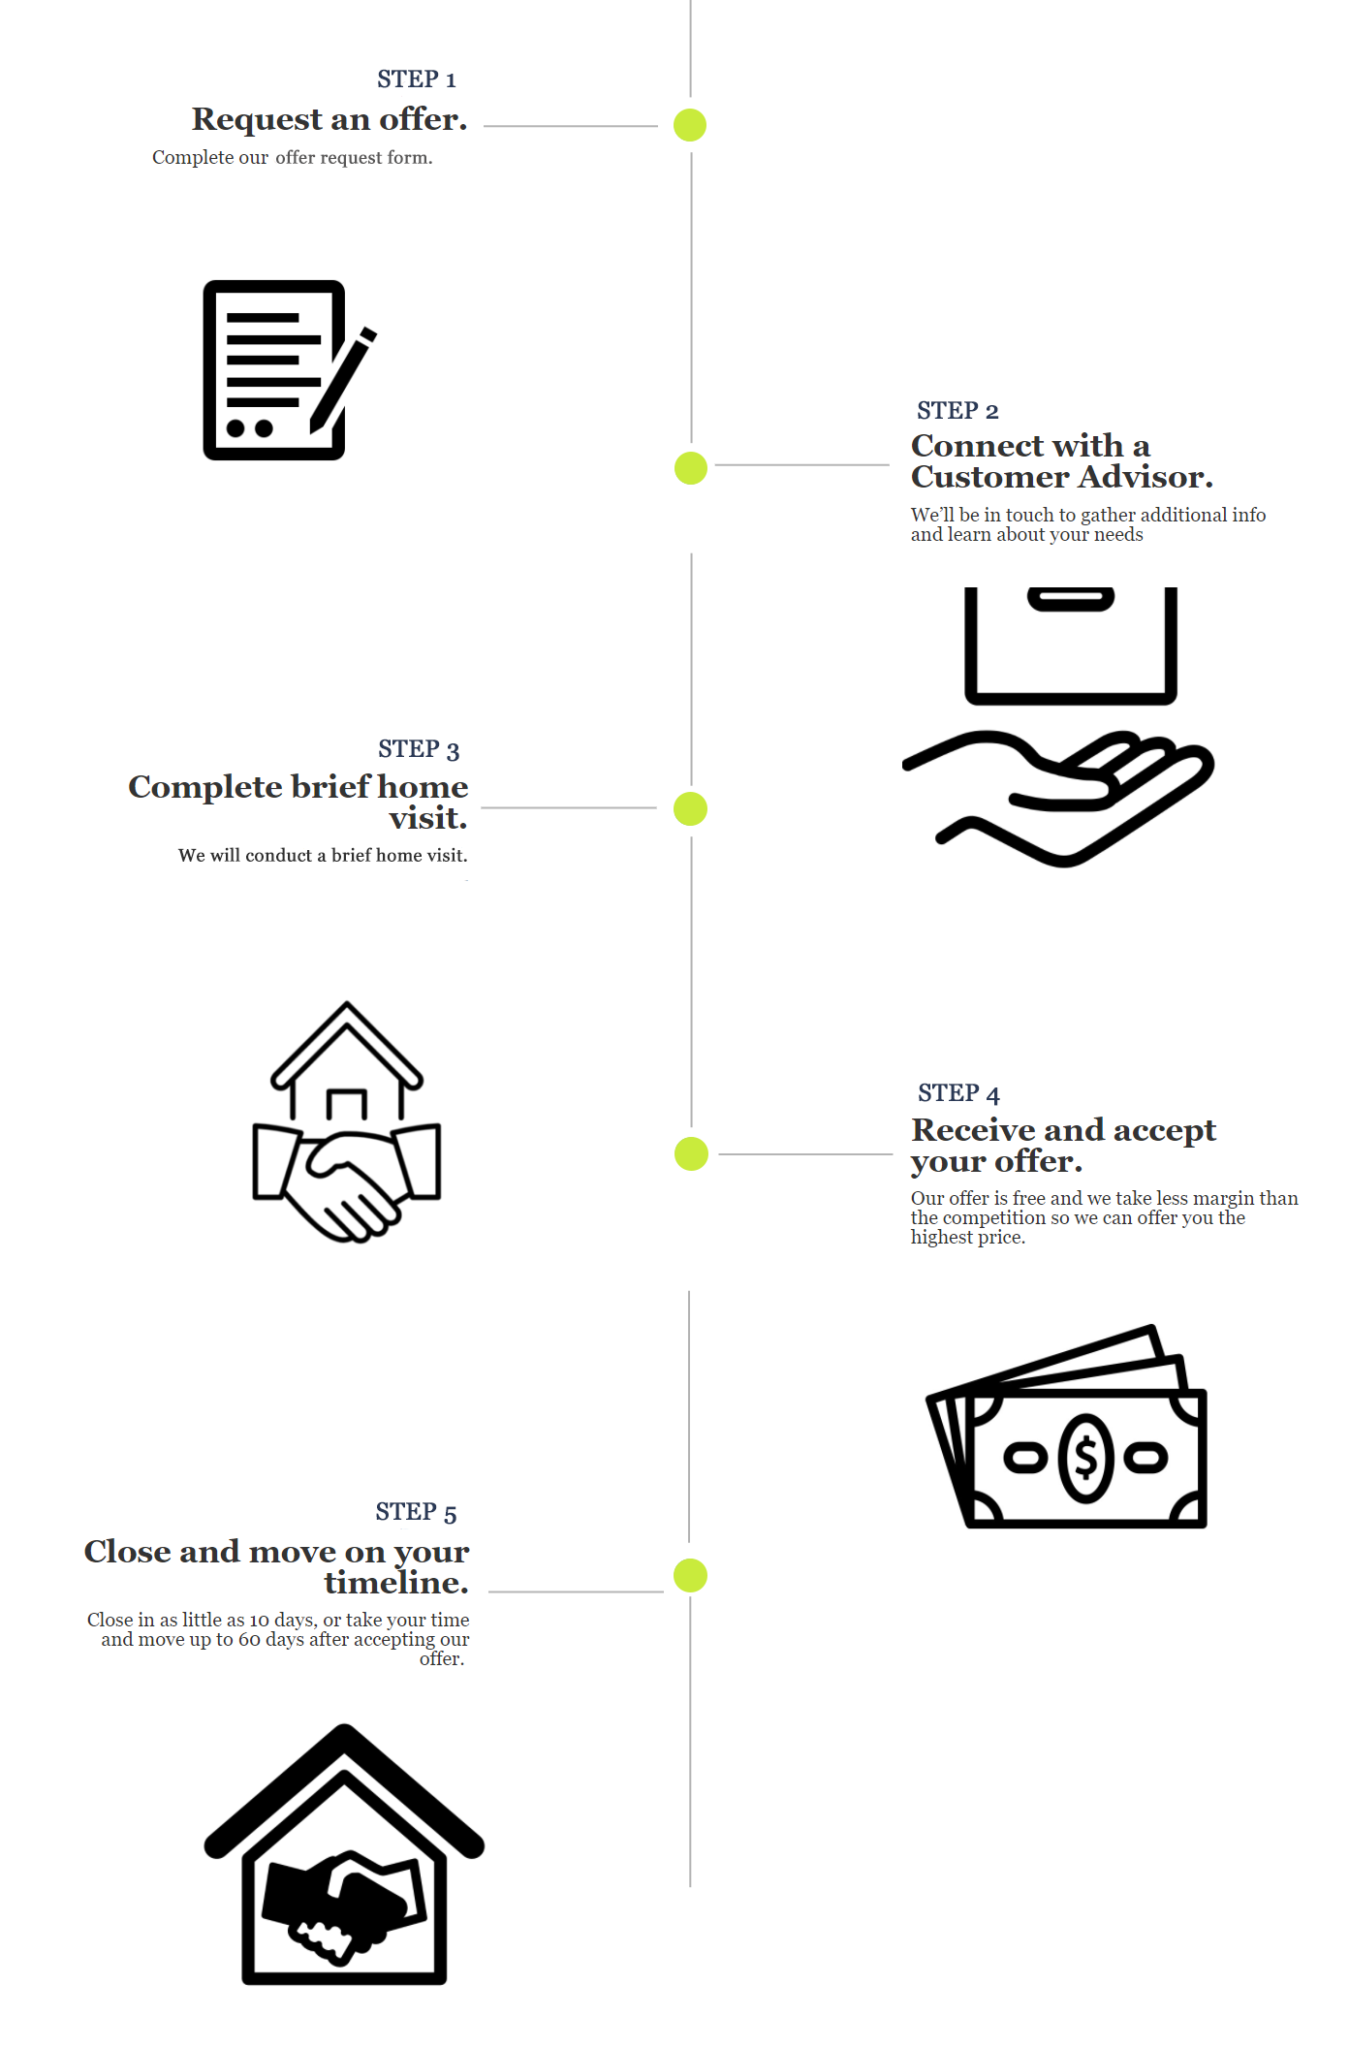 STEP 1
Request an offer.
Complete our offer request form.
STEP 2
Connect with a
Customer Advisor.
We'll be in touch to gather additional info
and learn about your needs
STEP 3
Complete brief home
visit.
We will conduct a brief home visit.
STEP 4
Receive and accept
your offer.
Our offer is free and we take less margin than
the competition so we can offer you the
highest price.
$
STEP 5
Close and move on your
timeline.
Close in as little as 10 days, or take your time
and move up to 60 days after accepting our
offer.